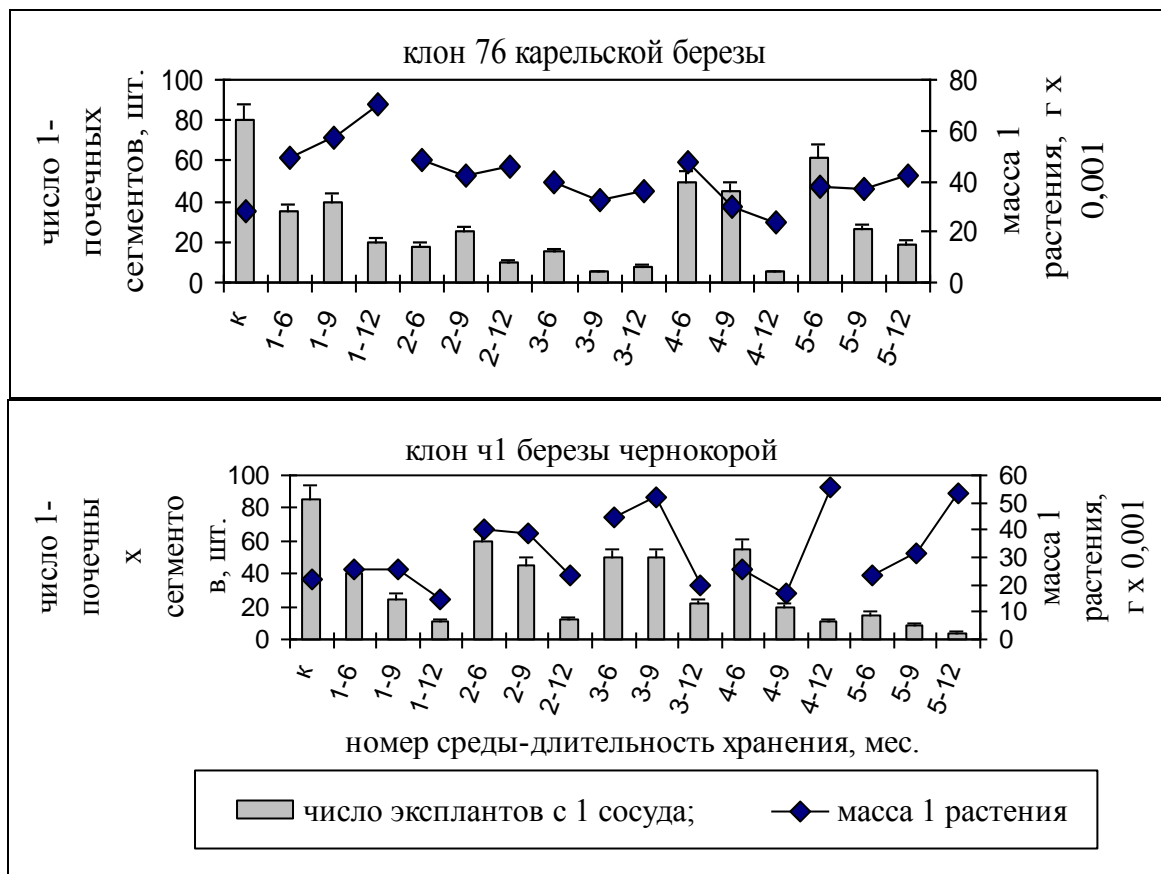 клон 76 карельской березы
число 1-
почечных
сегментов, шт.
100
80
60
40
20
0
80
60
40
20
0
масса 1
растения, г х
0,001
к
1-6
1-9
1-12
2-6
2-9
2-12
3-6
3-9
3-12
4-6
4-9
4-12
5-6
5-9
5-12
клон ч1 березы чернокорой
число 1-
почечны
х
сегменто
в, шт.
100
80
60
40
20
0
60
50
40
30
20
10
0
масса 1
растения,
г х 0,001
к
1-6
1-9
1-12
2-6
2-9
2-12
3-6
3-9
3-12
4-6
4-9
4-12
5-6
5-9
5-12
номер среды-длительность хранения, мес.
число эксплантов с 1 сосуда;
масса 1 растения